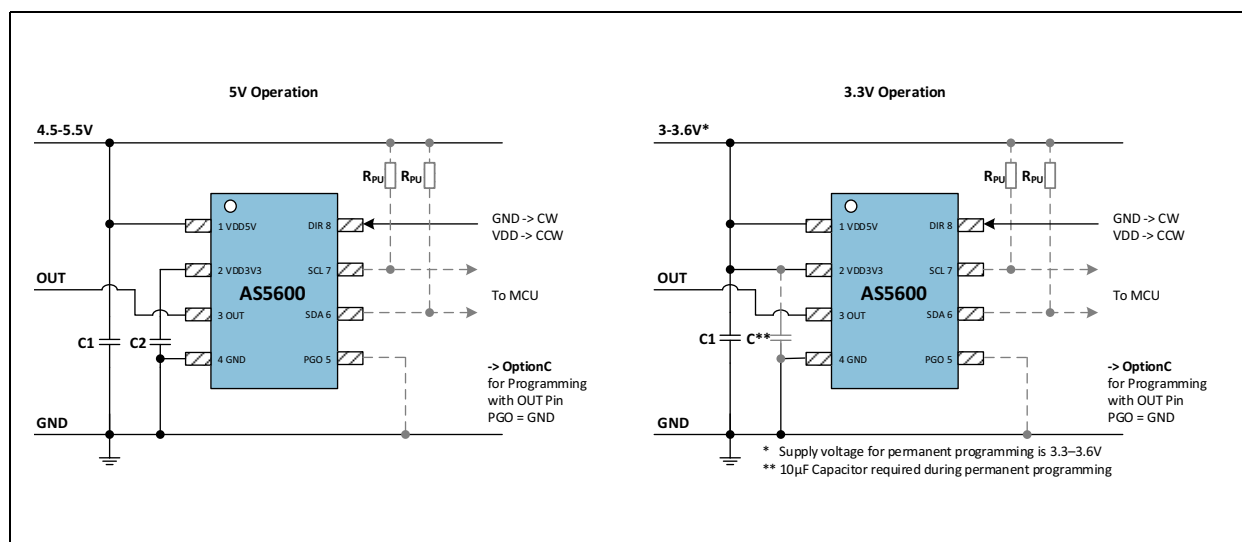 5V Operation
4.5-5.5V
RPU RPU
1 VDD5V
DIR 8
GND -> CW
VDD -> CCW
2 VDD3V3
SCL 7
OUT
AS5600
To MCU
3 OUT
SDA 6
C1
C2
4 GND
PGO 5
-> OptionC
for Programming
with OUT Pin
PGO = GND
GND
3.3V Operation
3-3.6V*
RPU RPU
1 VDD5V
DIR 8
GND -> CW
VDD -> CCW
2 VDD3V3
SCL 7
OUT
AS5600
To MCU
3 OUT
SDA 6
C1
C**
4 GND
PGO 5
-> OptionC
for Programming
with OUT Pin
PGO = GND
GND
* Supply voltage for permanent programming is 3.3–3.6V
** 10µF Capacitor required during permanent programming